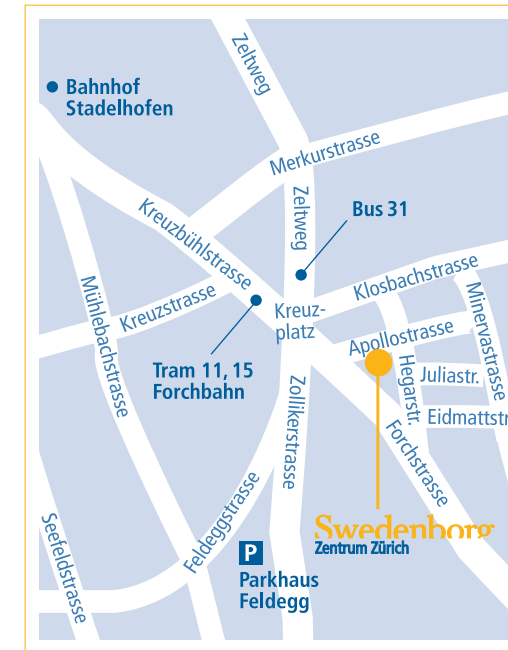 Zeltweg
Bahnhof
Stadelhofen
Merkurstrasse
Kreuzbühlstrasse
Zeltweg
Bus 31
Klosbachstrasse
Mühlebachstrasse
Kreuzstrasse
Kreuz-
platz
Minervastrasse
Apollostrasse
Tram 11, 15
Forchbahn
Hegarstr.
Juliastr.
Zollikerstrasse
Eidmattstr
Forchstrasse
Feldeggstrasse
Seefeldstrasse
Swedenborg
Zentrum Zürich
P
Parkhaus
Feldegg